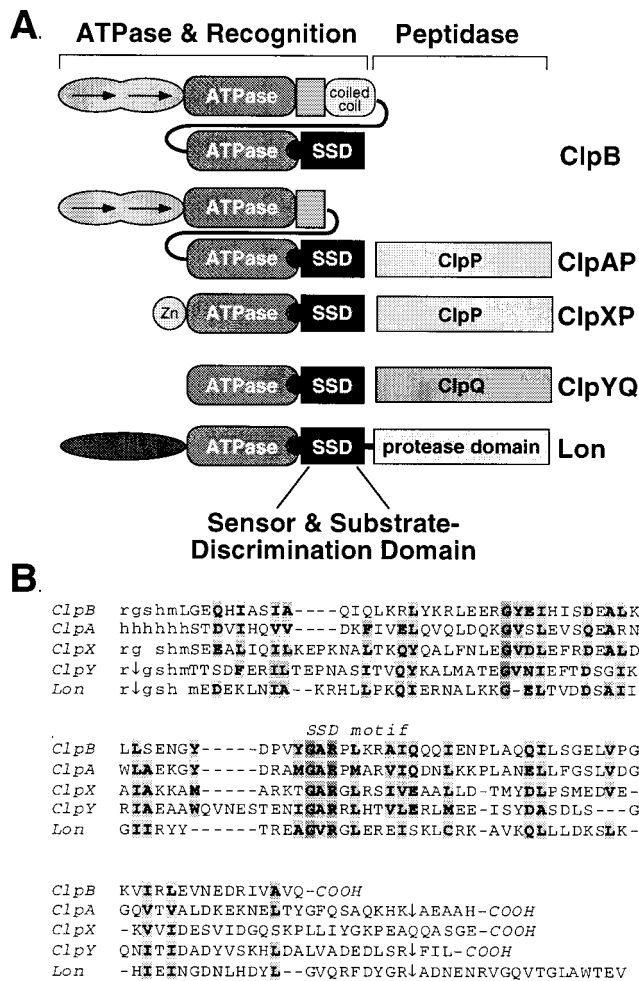 A.
ATPase & Recognition Peptidase
ATPase coiled coil
ATPase SSD ClpB
ATPase
ATPase SSD ClpP ClpAP
Zn ATPase SSD ClpP ClpXP
ATPase SSD ClpQ ClpYQ
ATPase SSD protease domain Lon
Sensor & Substrate-
Discrimination Domain
B.
ClpB rgshmLGEQHIASIA----QIQLKRLYKRLEERGYEIHISDEALK
ClpA hhhhhhSTDVIHQVV----DKFIVELQVQLDQKGVSLEVSQEARN
ClpX rg shmSEEALIQILKEPKNALTKQYQALFNLEGVDLEFRDEALD
ClpY r↓gshmTTSDFERILTEPNASITVQYKALMATEGVNIEFTDSGIK
Lon r↓gsh mEDEKLNIA--KRHLLPKQIERNALKKG-ELTVDDSAII
SSD motif
ClpB LLSENGY-----DPVYGARPLKRAIQQQIENPLAQQILSGELVPG
ClpA WLAEKGY-----DRAMGARPMARVIQDNLKKPLANELLFGSLVDG
ClpX AIAKKAM-----ARKTGARGLRSIVEAALLD-TMYDLPSMEDVE-
ClpY RIAEAAWQVNESTENIGARRLHTVLERLMEE-ISYDASDLS---G
Lon GIIRYY------TREAGVRGLEREISKLCRK-AVKQLLLDKSLK-
ClpB KVIRLEVNEDRIVAVQ-COOH
ClpA GQVTVALDKEKNELTYGFQSAQKHK↓AEAAH-COOH
ClpX -KVVIDESVIDGQSKPLLIYGKPEAQQASGE-COOH
ClpY QNITIDADYVSKHLDALVADEDLSR↓FIL-COOH
Lon -HIEINGDNLHDYL--GVQRFDYGR↓ADNENRVGQVTGLAWTEV